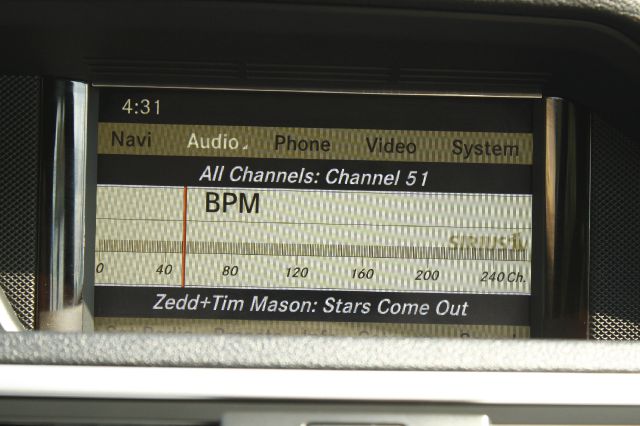 4:31
Navi Audio Phone Video System
All Channels: Channel 51
BPM
SIRIUS
0 40 80 120 160 200 240 Ch.
Zedd+Tim Mason: Stars Come Out